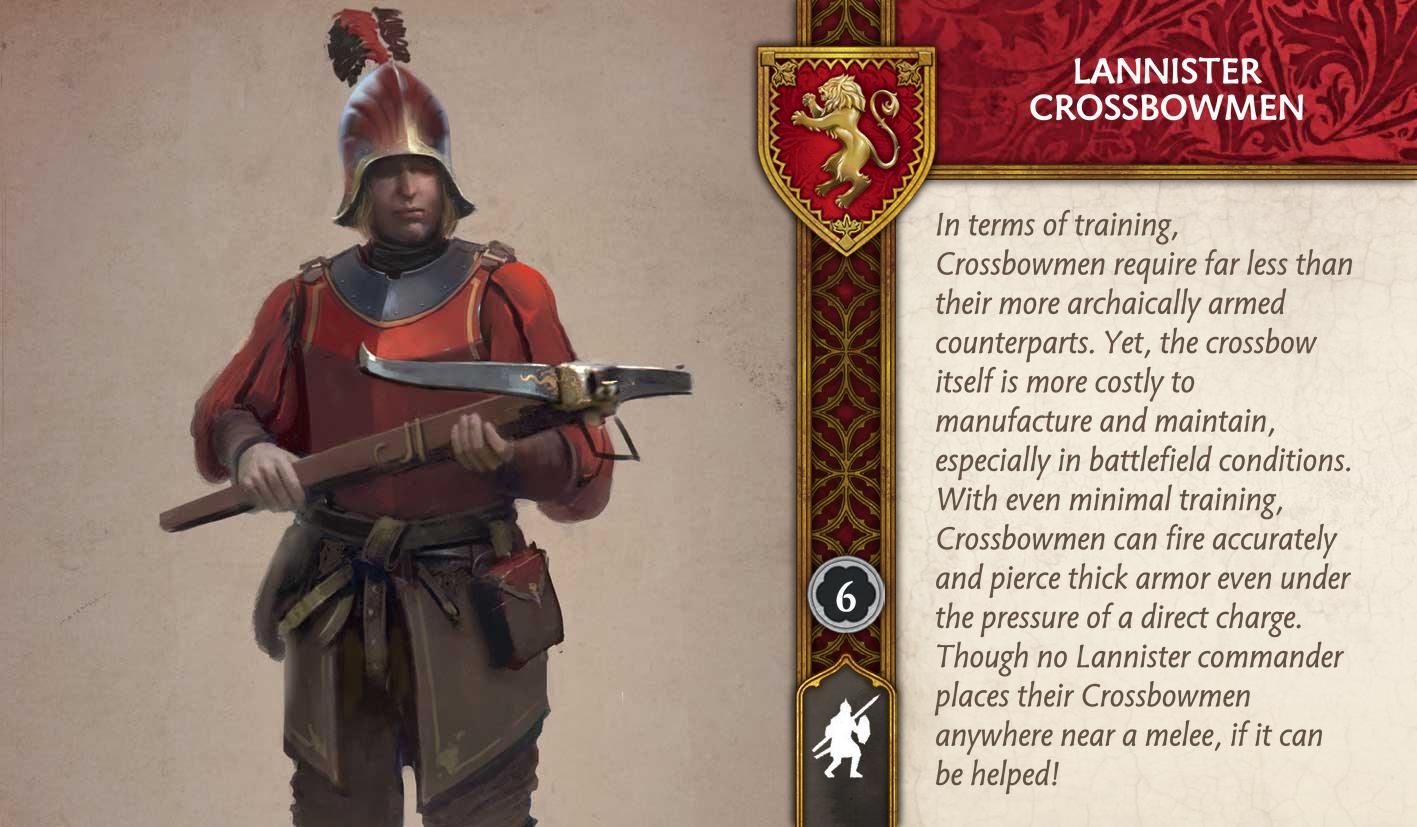 LANNISTER
CROSSBOWMEN
In terms of training,
Crossbowmen require far less than
their more archaically armed
counterparts. Yet, the crossbow
itself is more costly to
manufacture and maintain,
especially in battlefield conditions.
With even minimal training,
Crossbowmen can fire accurately
and pierce thick armor even under
the pressure of a direct charge.
Though no Lannister commander
places their Crossbowmen
anywhere near a melee, if it can
be helped!
6